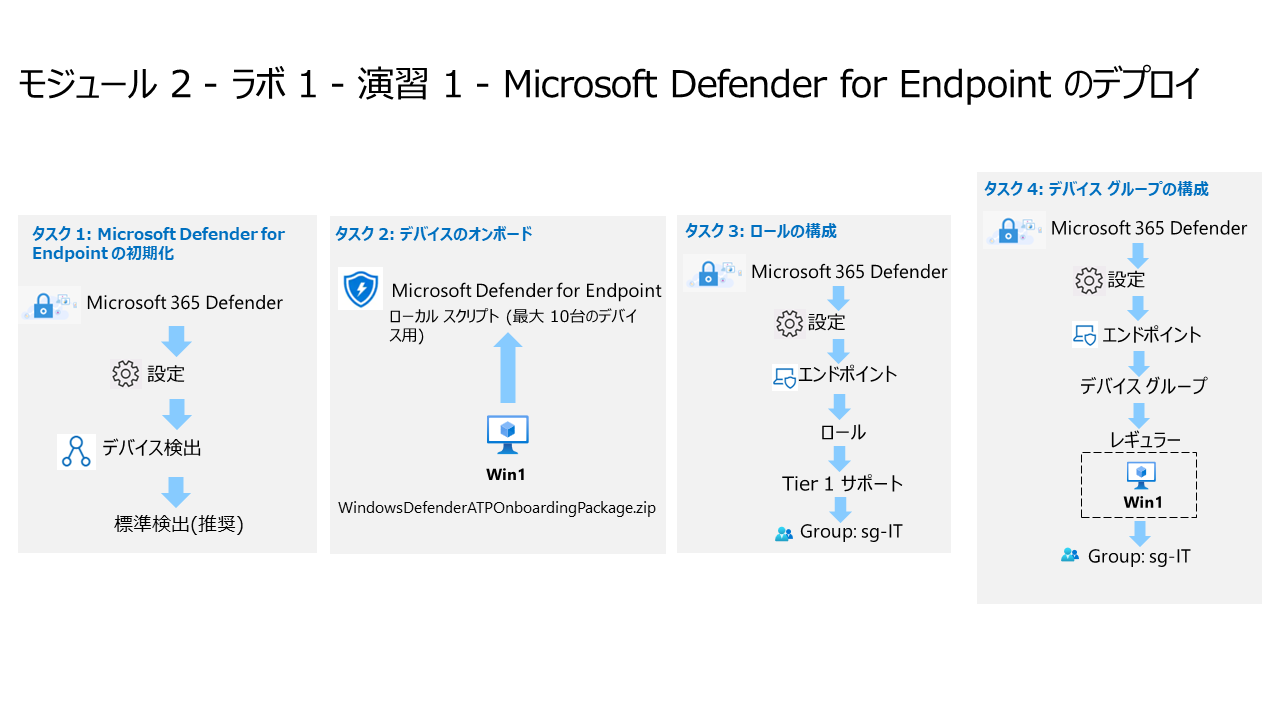 モジュール 2 - ラボ 1 - 演習 1 - Microsoft Defender for Endpoint のデプロイ
タスク 1: Microsoft Defender for
Endpoint の初期化
Microsoft 365 Defender
設定
デバイス検出
標準検出(推奨)
タスク 2: デバイスのオンボード
Microsoft Defender for Endpoint
ローカル スクリプト (最大 10台のデバイ
ス用)
Win1
WindowsDefenderATPOnboardingPackage.zip
タスク 3: ロールの構成
Microsoft 365 Defender
設定
エンドポイント
ロール
Tier 1 サポート
Group: sg-IT
タスク 4: デバイス グループの構成
Microsoft 365 Defender
設定
エンドポイント
デバイス グループ
レギュラー
Win1
Group: sg-IT